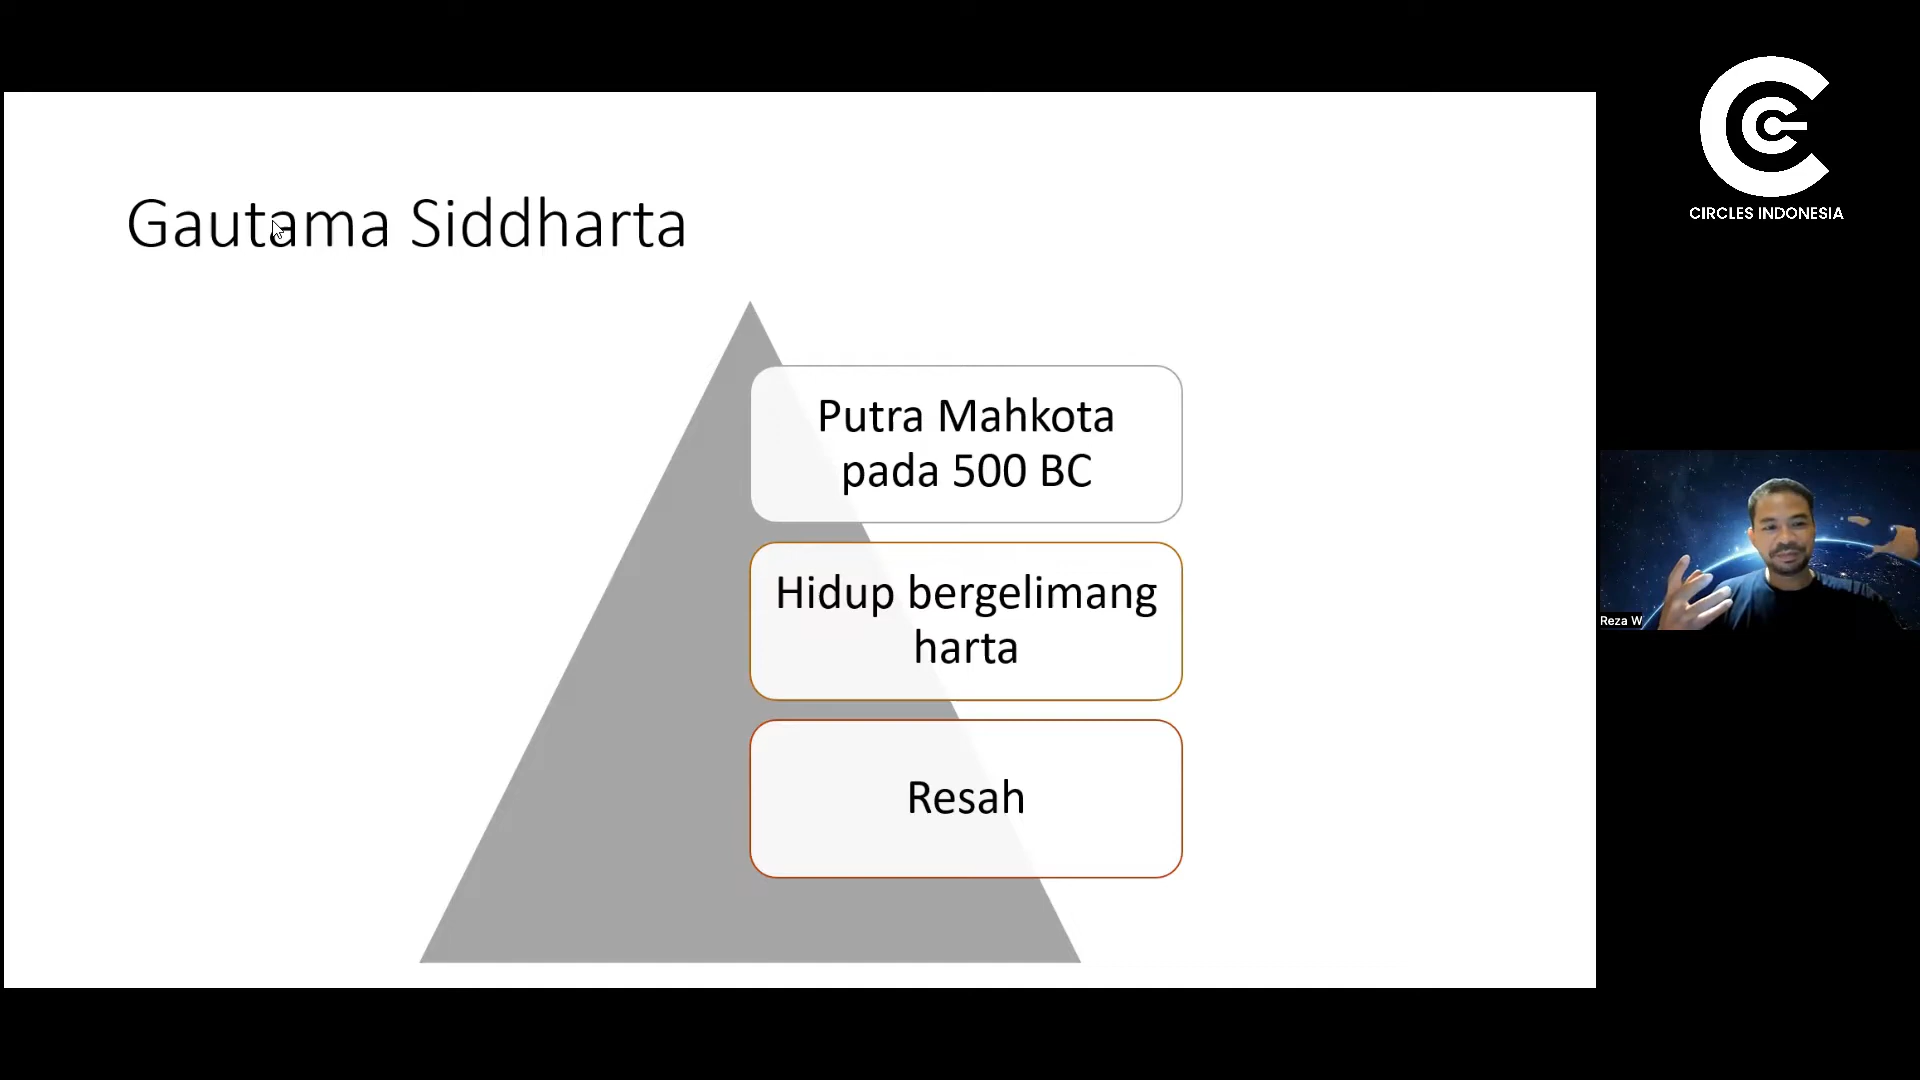 Gautama Siddharta
Putra Mahkota
pada 500 BC
Hidup bergelimang
harta
Resah
CIRCLES INDONESIA
Reza W